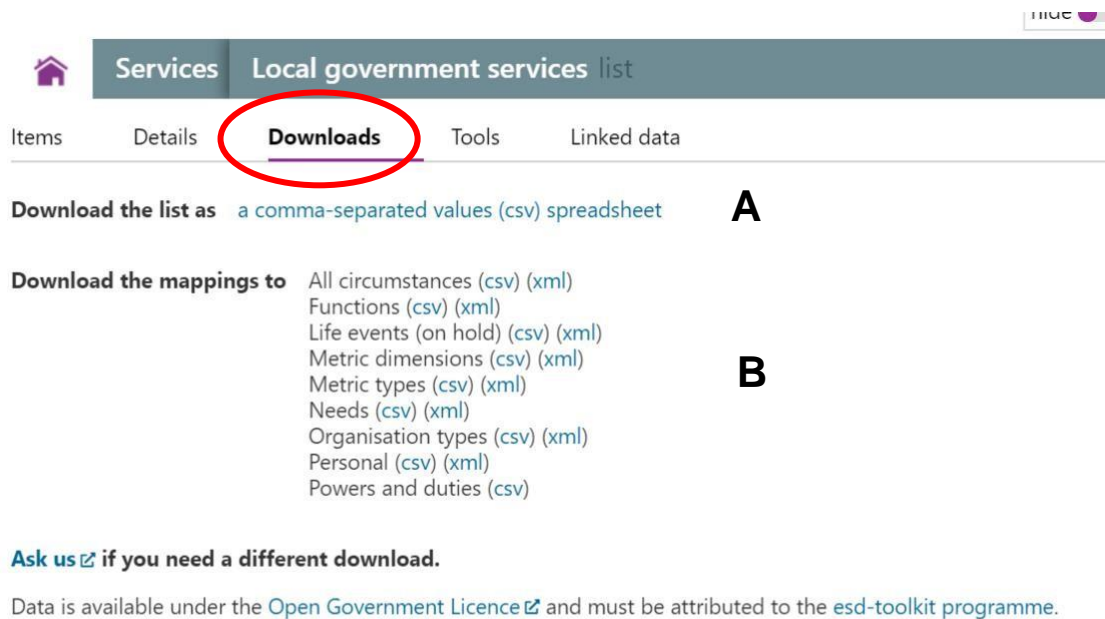 hide
Services Local government services list
Items Details Downloads Tools Linked data
Download the list as a comma-separated values (csv) spreadsheet A
Download the mappings to All circumstances (csv) (xml)
Functions (csv) (xml)
Life events (on hold) (csv) (xml)
Metric dimensions (csv) (xml)
B
Metric types (csv) (xml)
Needs (csv) (xml)
Organisation types (csv) (xml)
Personal (csv) (xml)
Powers and duties (csv)
Ask us if you need a different download.
Data is available under the Open Government Licence and must be attributed to the esd-toolkit programme.